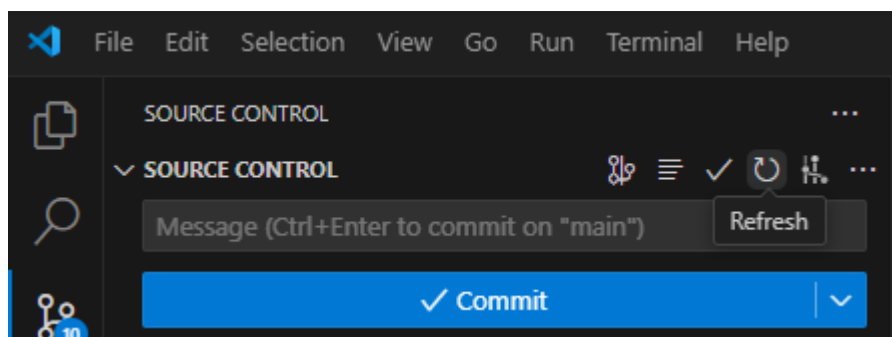 File Edit Selection View Go Run Terminal Help
SOURCE CONTROL
SOURCE CONTROL
Message (Ctrl+Enter to commit on "main")
Refresh
Commit
10